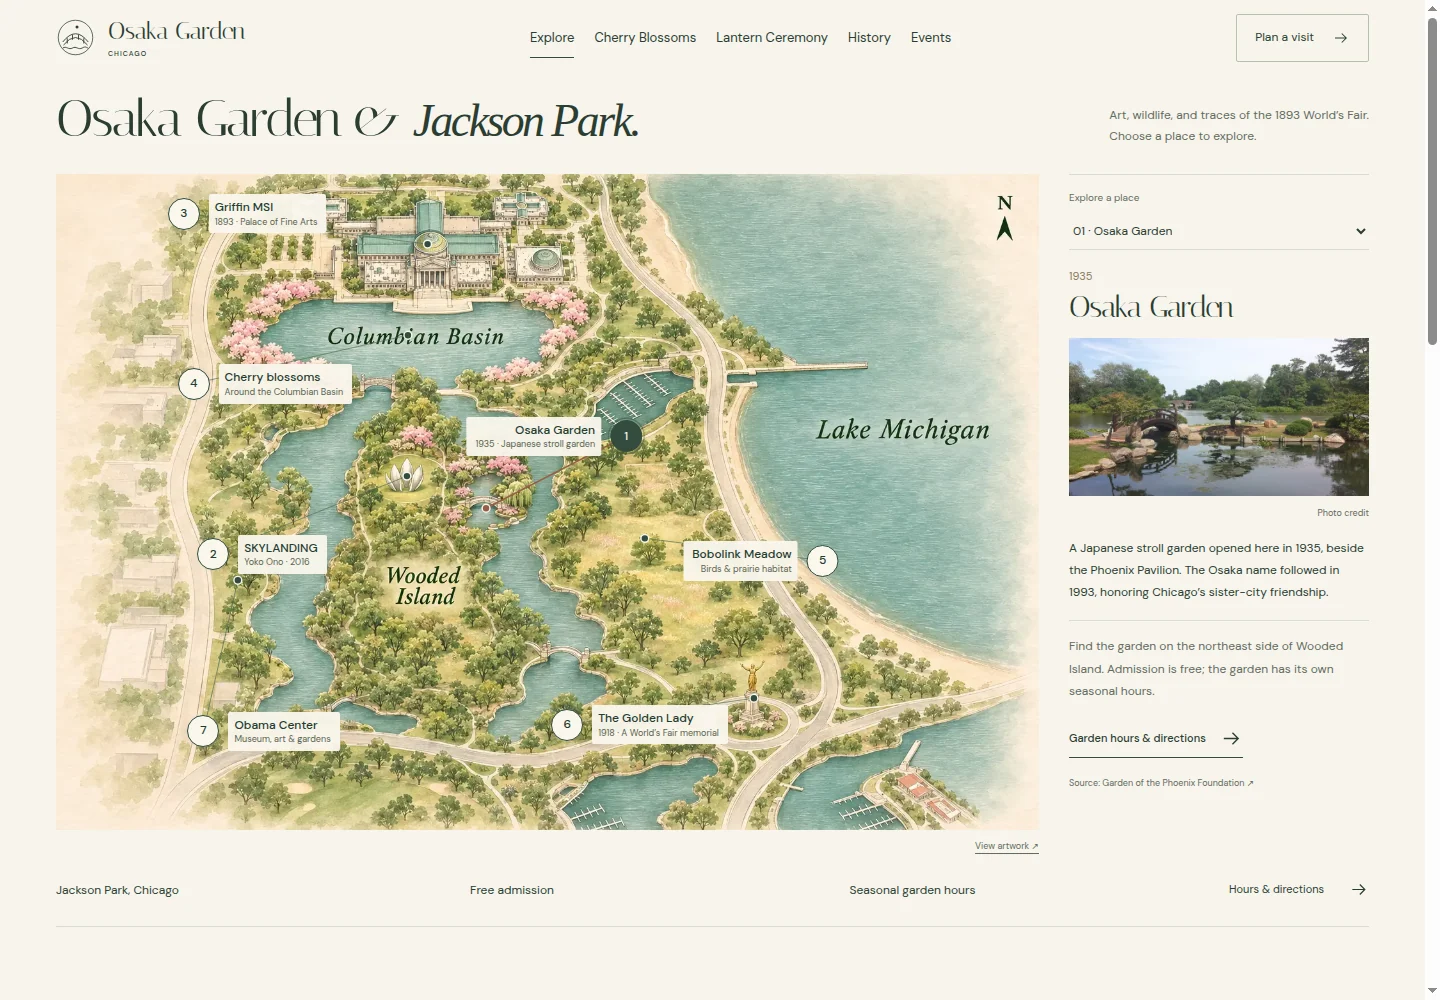 Osaka Garden
CHICAGO
Explore
Cherry Blossoms
Lantern Ceremony
History
Events
Plan a visit
Osaka Garden & Jackson Park.
Art, wildlife, and traces of the 1893 World’s Fair.
Choose a place to explore.
3
Griffin MSI
1893 · Palace of Fine Arts
N
Columbian Basin
4
Cherry blossoms
Around the Columbian Basin
Osaka Garden
1935 · Japanese stroll garden
1
Lake Michigan
2
SKYLANDING
Yoko Ono · 2016
Wooded
Island
Bobolink Meadow
Birds & prairie habitat
5
7
Obama Center
Museum, art & gardens
6
The Golden Lady
1918 · A World’s Fair memorial
View artwork ↗
Explore a place
01 · Osaka Garden
1935
Osaka Garden
Photo credit
A Japanese stroll garden opened here in 1935, beside
the Phoenix Pavilion. The Osaka name followed in
1993, honoring Chicago’s sister-city friendship.
Find the garden on the northeast side of Wooded
Island. Admission is free; the garden has its own
seasonal hours.
Garden hours & directions
Source: Garden of the Phoenix Foundation ↗
Jackson Park, Chicago
Free admission
Seasonal garden hours
Hours & directions